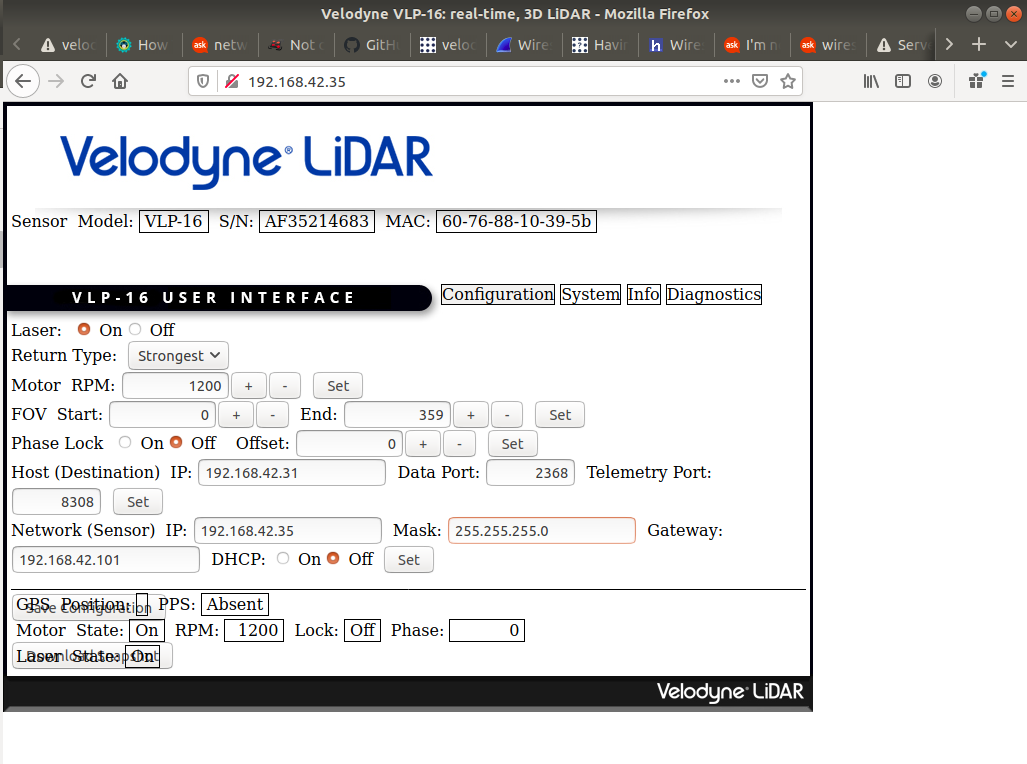 Velodyne VLP-16: real-time, 3D LiDAR - Mozilla Firefox
veloc How ask netw Not GitHu veloc Wire Havin h Wire ask I'm n ask wires Serv
192.168.42.35
Velodyne® LiDAR
Sensor Model: VLP-16 S/N: AF35214683 MAC: 60-76-88-10-39-5b
VLP-16 USER INTERFACE Configuration System Info Diagnostics
Laser: On Off
Return Type: Strongest
Motor RPM: 1200 + - Set
FOV Start: 0 + - End: 359 + - Set
Phase Lock On Off Offset: 0 + - Set
Host (Destination) IP: 192.168.42.31 Data Port: 2368 Telemetry Port:
8308 Set
Network (Sensor) IP: 192.168.42.35 Mask: 255.255.255.0 Gateway:
192.168.42.101 DHCP: On Off Set
GPS Position: PPS: Absent
Save Configuration
Motor State: On RPM: 1200 Lock: Off Phase: 0
Laser State: On
Download Snapshot
Velodyne® LiDAR